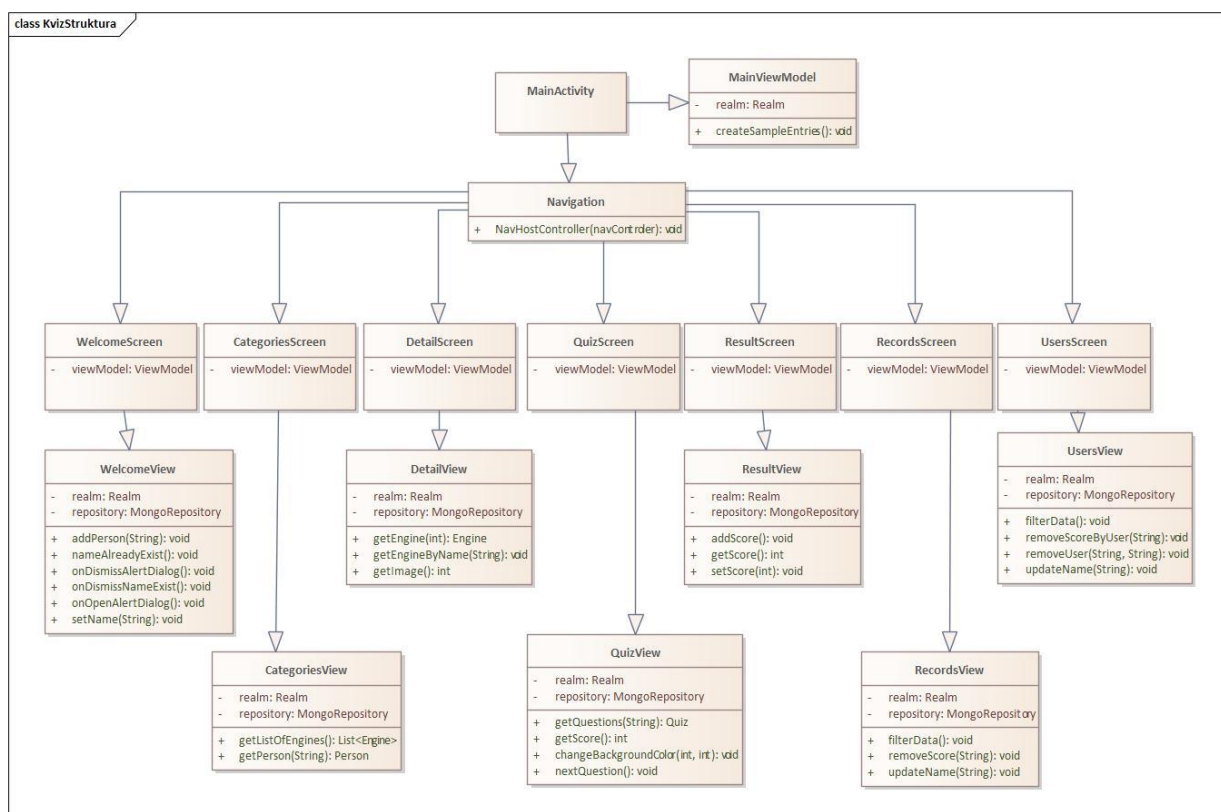 class KvizStruktura
MainActivity
MainViewModel
- realm: Realm
+ createSampleEntries(): void
Navigation
+ NavHostController(navControler): void
WelcomeScreen
- viewModel: ViewModel
CategoriesScreen
- viewModel: ViewModel
DetailScreen
- viewModel: ViewModel
QuizScreen
- viewModel: ViewModel
ResultScreen
- viewModel: ViewModel
RecordsScreen
- viewModel: ViewModel
UsersScreen
- viewModel: ViewModel
WelcomeView
- realm: Realm
- repository: MongoRepository
+ addPerson(String): void
+ nameAlreadyExist(): void
+ onDismissAlertDialog(): void
+ onDismissNameExist(): void
+ onOpenAlertDialog(): void
+ setName(String): void
DetailView
- realm: Realm
- repository: MongoRepository
+ getEngine(int): Engine
+ getEngineByName(String): void
+ getImage(): int
ResultView
- realm: Realm
- repository: MongoRepository
+ addScore(): void
+ getScore(): int
+ setScore(int): void
UsersView
- realm: Realm
- repository: MongoRepository
+ filterData(): void
+ removeScoreByUser(String): void
+ removeUser(String, String): void
+ updateName(String): void
CategoriesView
- realm: Realm
- repository: MongoRepository
+ getListOfEngines(): List<Engine>
+ getPerson(String): Person
QuizView
- realm: Realm
- repository: MongoRepository
+ getQuestions(String): Quiz
+ getScore(): int
+ changeBackgroundColor(int, int): void
+ nextQuestion(): void
RecordsView
- realm: Realm
- repository: MongoRepository
+ filterData(): void
+ removeScore(String): void
+ updateName(String): void